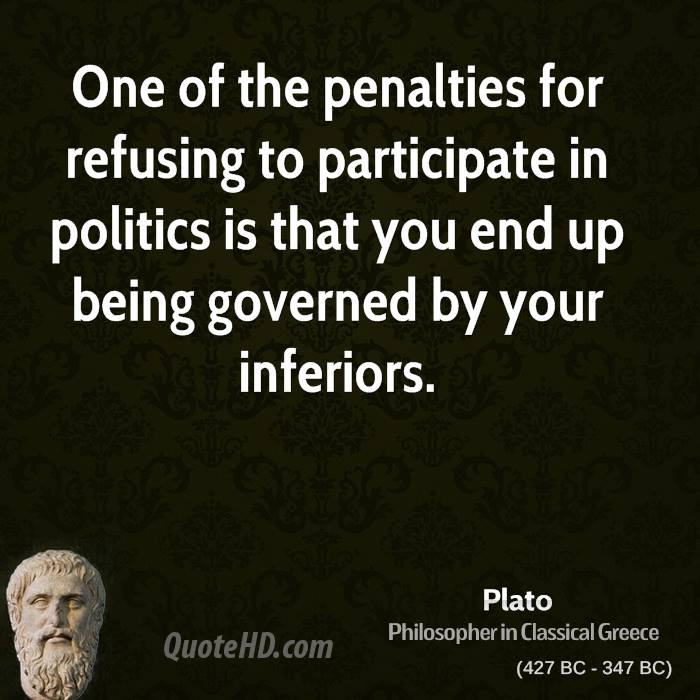 One of the penalties for
refusing to participate in
politics is that you end up
being governed by your
inferiors.
Plato
Philosopher in Classical Greece
(427 BC - 347 BC)
QuoteHD.com